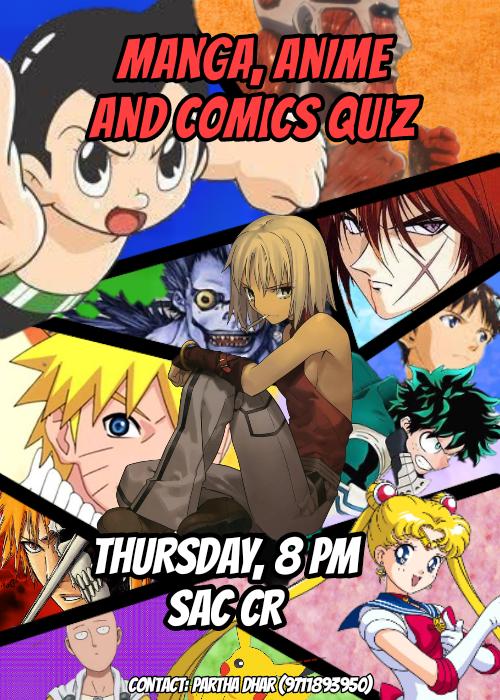 MANGA, ANIME
AND COMICS QUIZ
THURSDAY, 8 PM
SAC CR
CONTACT: PARTHA DHAR (9711893950)